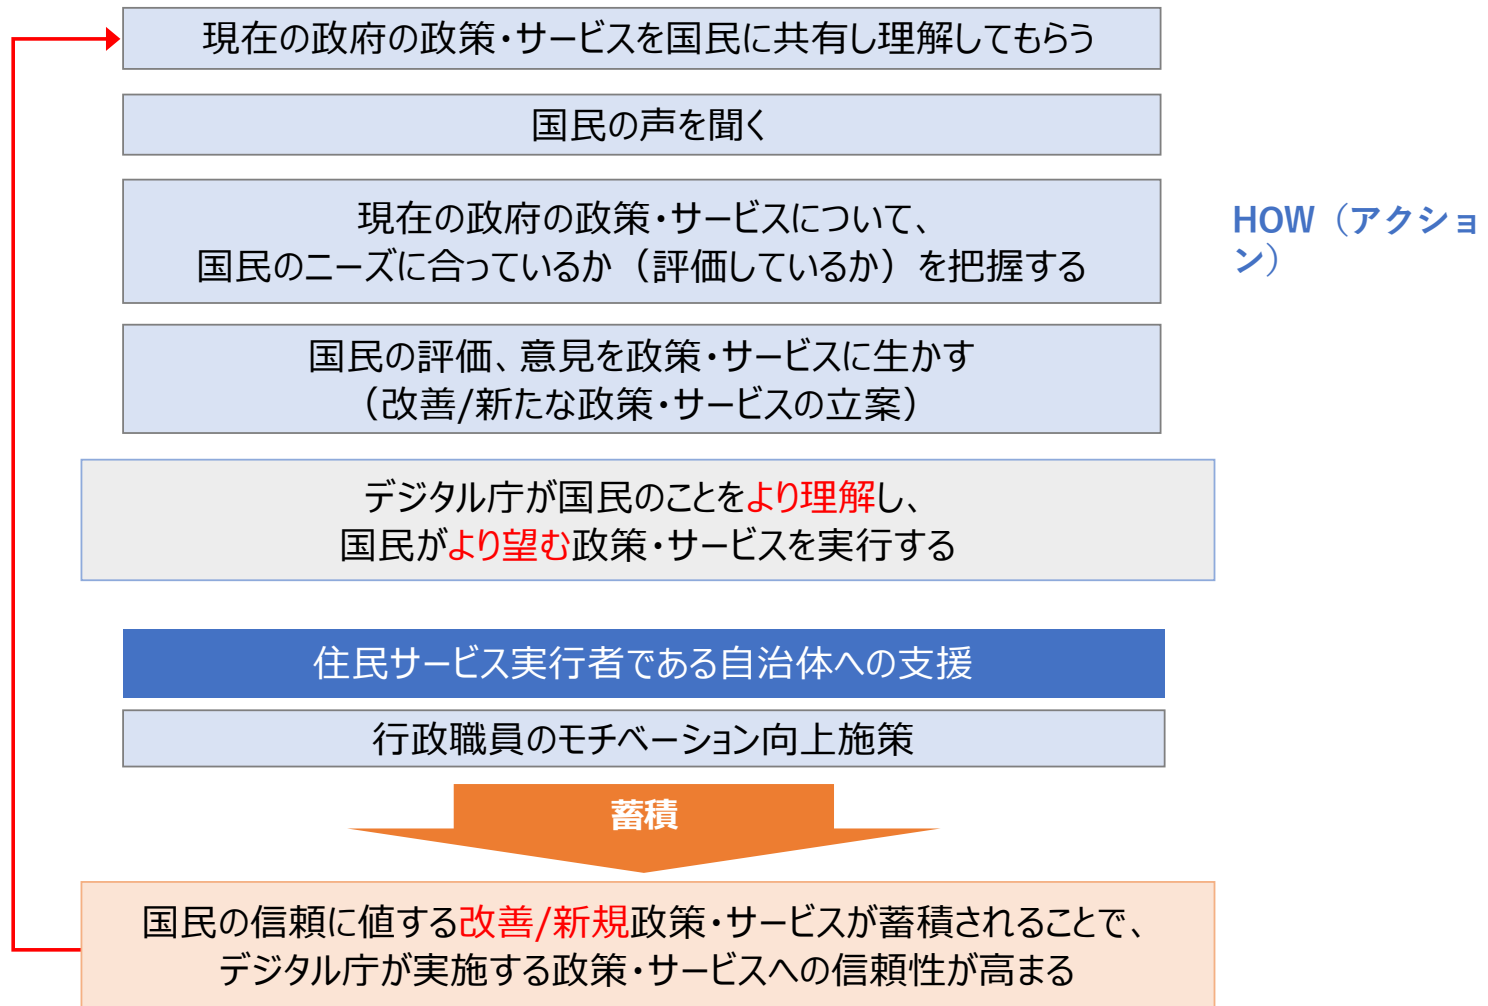 現在の政府の政策・サービスを国民に共有し理解してもらう
国民の声を聞く
現在の政府の政策・サービスについて、
国民のニーズに合っているか（評価しているか）を把握する
HOW（アクショ
ン）
国民の評価、意見を政策・サービスに生かす
（改善/新たな政策・サービスの立案）
デジタル庁が国民のことをより理解し、
国民がより望む政策・サービスを実行する
住民サービス実行者である自治体への支援
行政職員のモチベーション向上施策
蓄積
国民の信頼に値する改善/新規政策・サービスが蓄積されることで、
デジタル庁が実施する政策・サービスへの信頼性が高まる